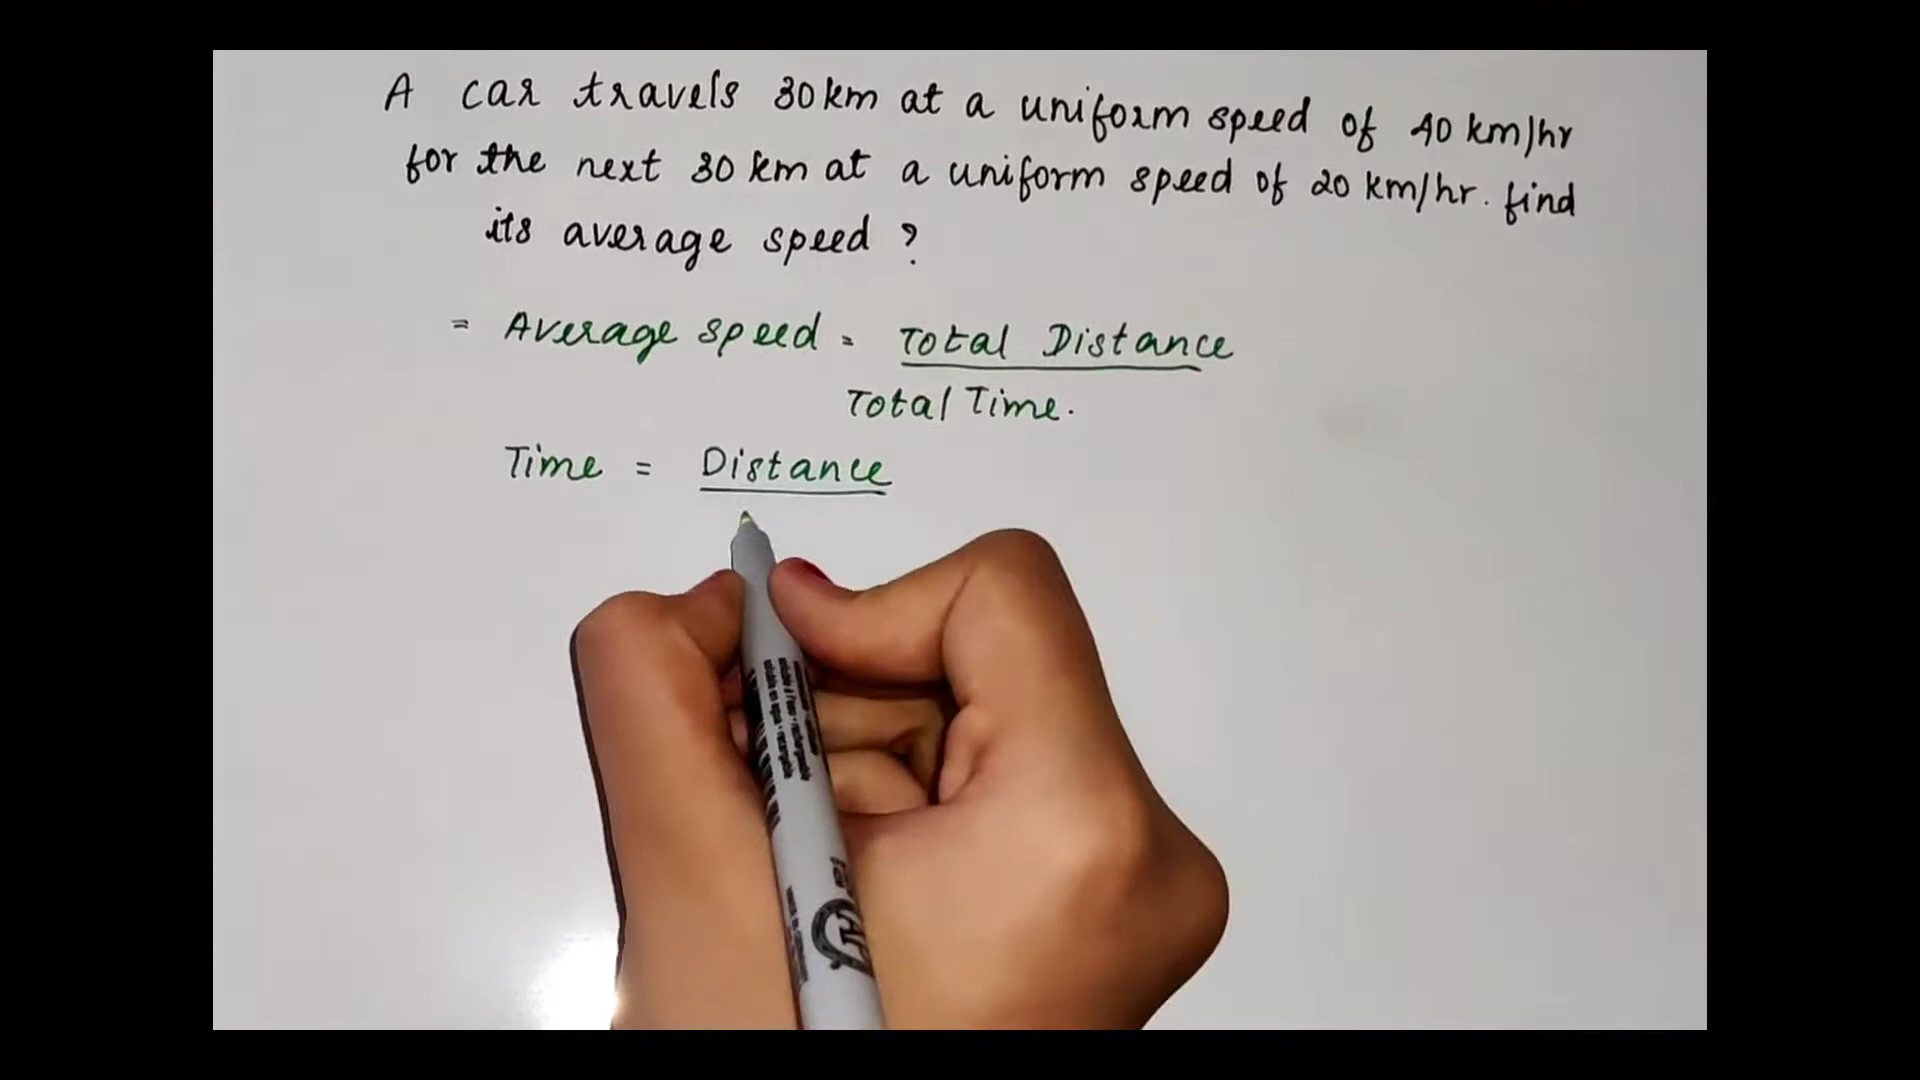 A car travels 30 km at a uniform speed of 40 km/hr
for the next 30 km at a uniform speed of 20 km/hr. find
its average speed ?
= Average speed = Total Distance
Total Time.
Time = Distance